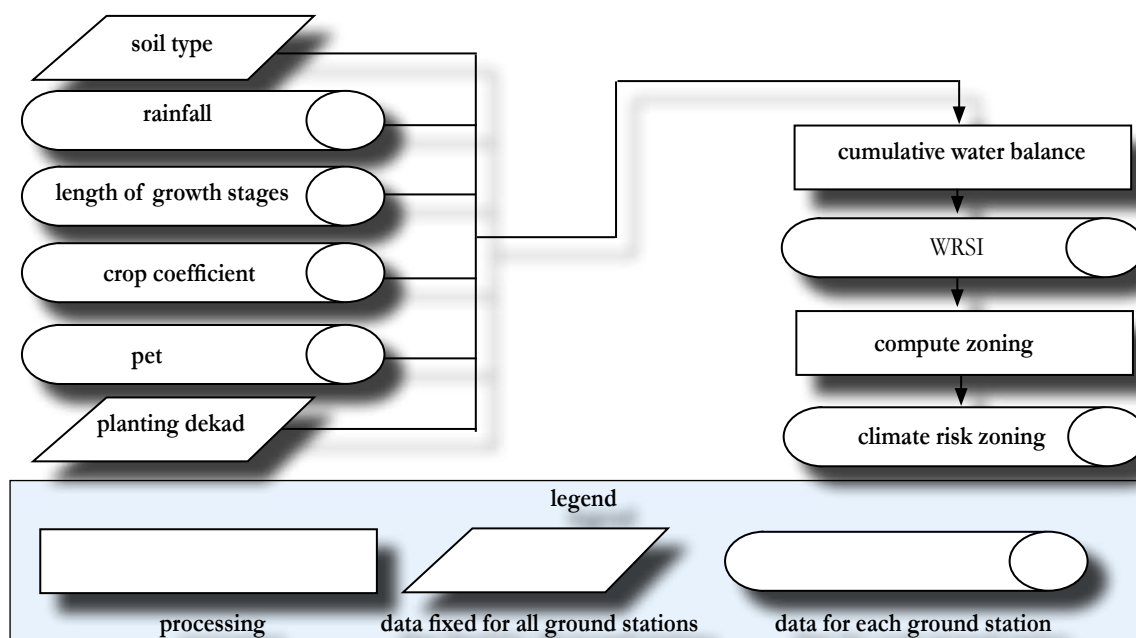 soil type
rainfall
length of growth stages
crop coefficient
pet
planting dekad
cumulative water balance
WRSI
compute zoning
climate risk zoning
legend
processing
data fixed for all ground stations
data for each ground station